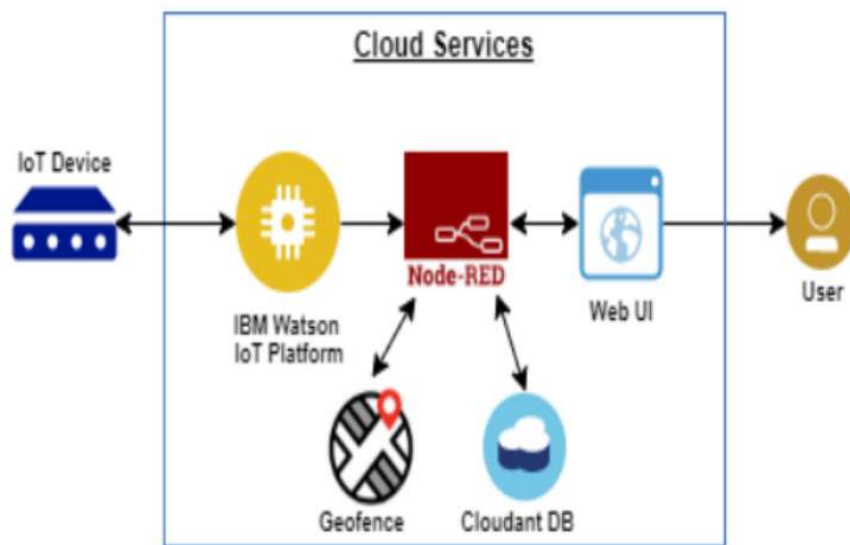 Cloud Services
IoT Device
Node-RED
IBM Watson
IoT Platform
Web UI
User
Geofence
Cloudant DB